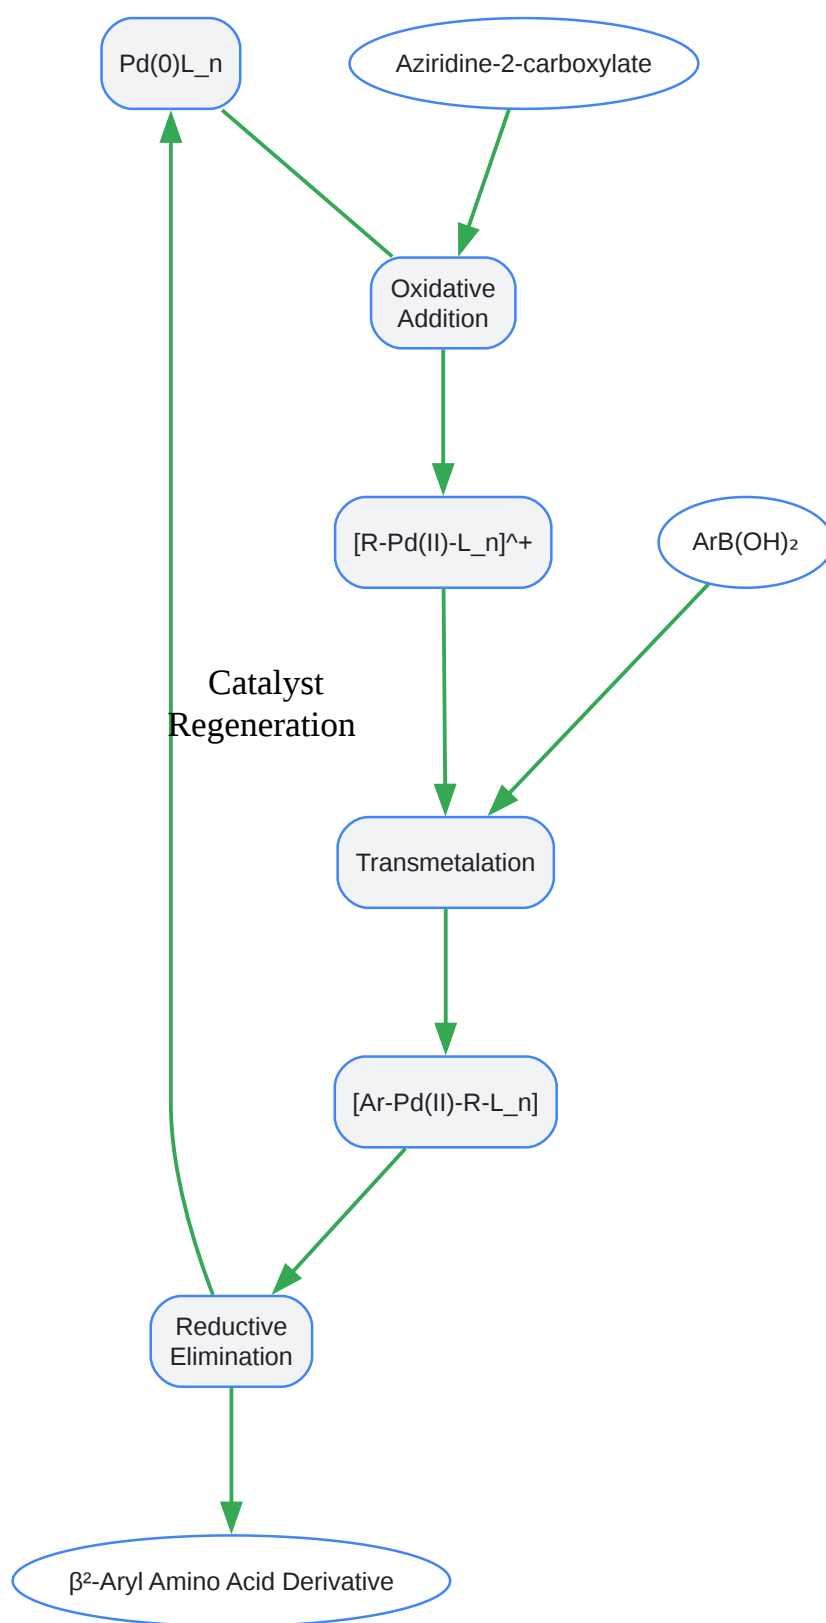 Pd(0)L_n
Aziridine-2-carboxylate
Oxidative
Addition
[R-Pd(II)-L_n]^+
ArB(OH)₂
Catalyst
Regeneration
Transmetalation
[Ar-Pd(II)-R-L_n]
Reductive
Elimination
β²-Aryl Amino Acid Derivative